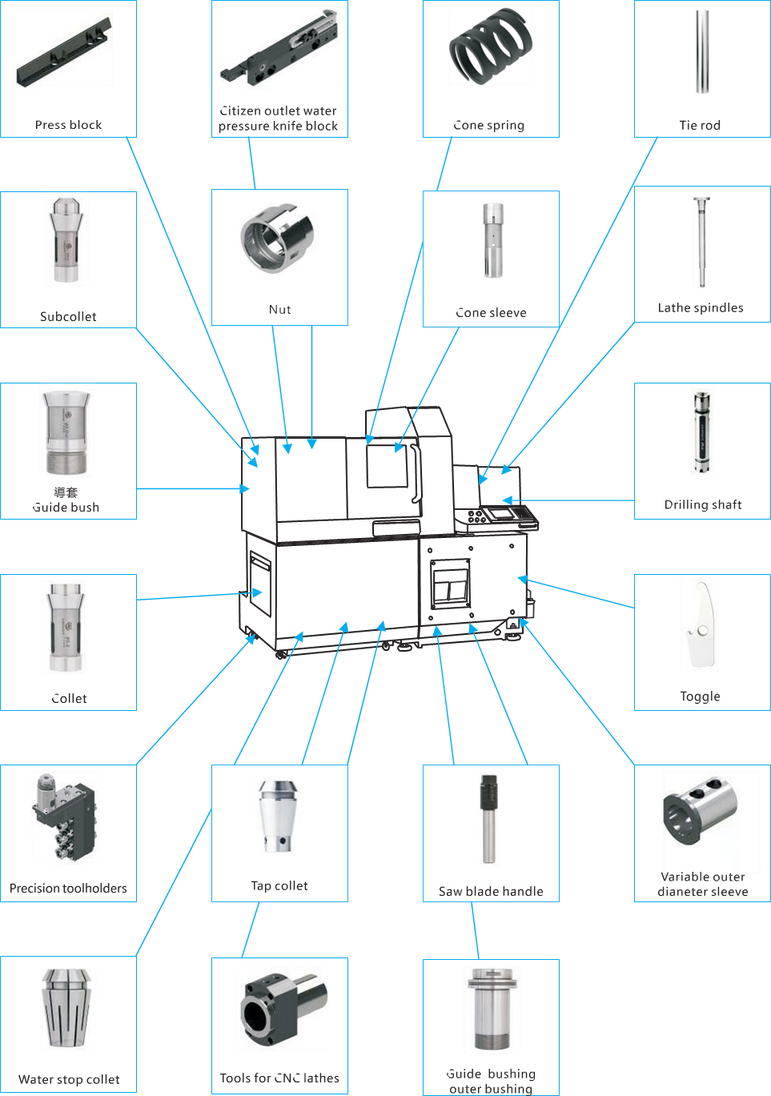 Press block
Citizen outlet water
pressure knife block
Cone spring
Tie rod
Subcollet
Nut
Cone sleeve
Lathe spindles
導套
Guide bush
Drilling shaft
Collet
Toggle
Precision toolholders
Tap collet
Saw blade handle
Variable outer
dianeter sleeve
Water stop collet
Tools for CNC lathes
Guide bushing
outer bushing